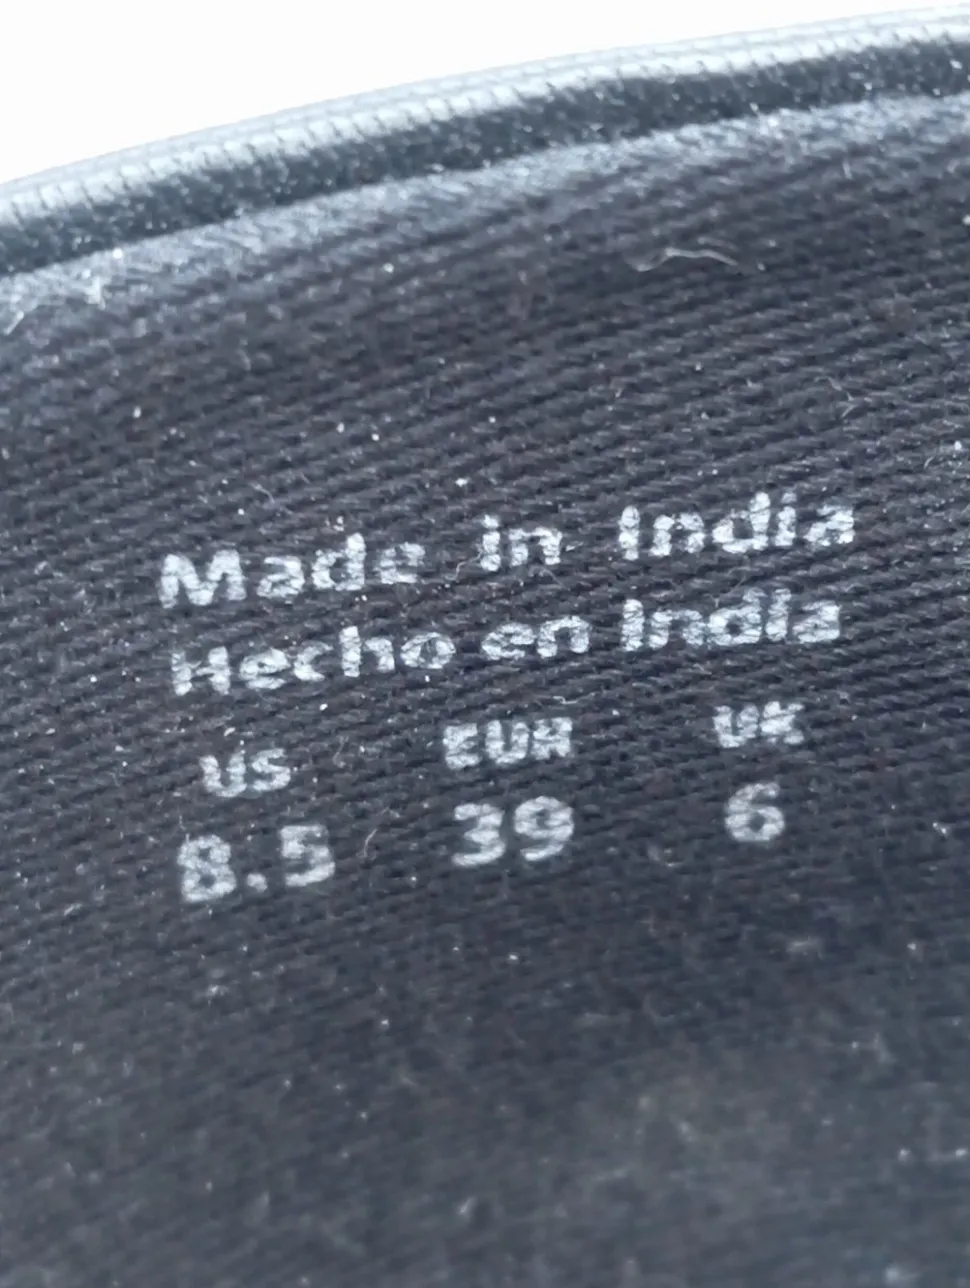 Made in India
Hecho en India
US EUR UK
8.5 39 6